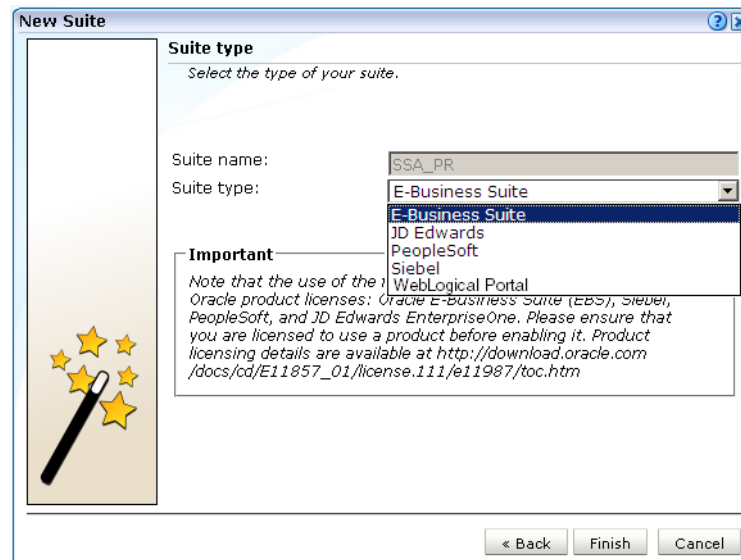 New Suite
Suite type
Select the type of your suite.
Suite name:
SSA_PR
Suite type:
E-Business Suite
E-Business Suite
JD Edwards
PeopleSoft
Siebel
WebLogical Portal
Important
Note that the use of the
Oracle product licenses: Oracle E-Business Suite (EBS), Siebel,
PeopleSoft, and JD Edwards EnterpriseOne. Please ensure that
you are licensed to use a product before enabling it. Product
licensing details are available at http://download.oracle.com
/docs/cd/E11857_01/license.111/e11987/toc.htm
« Back
Finish
Cancel